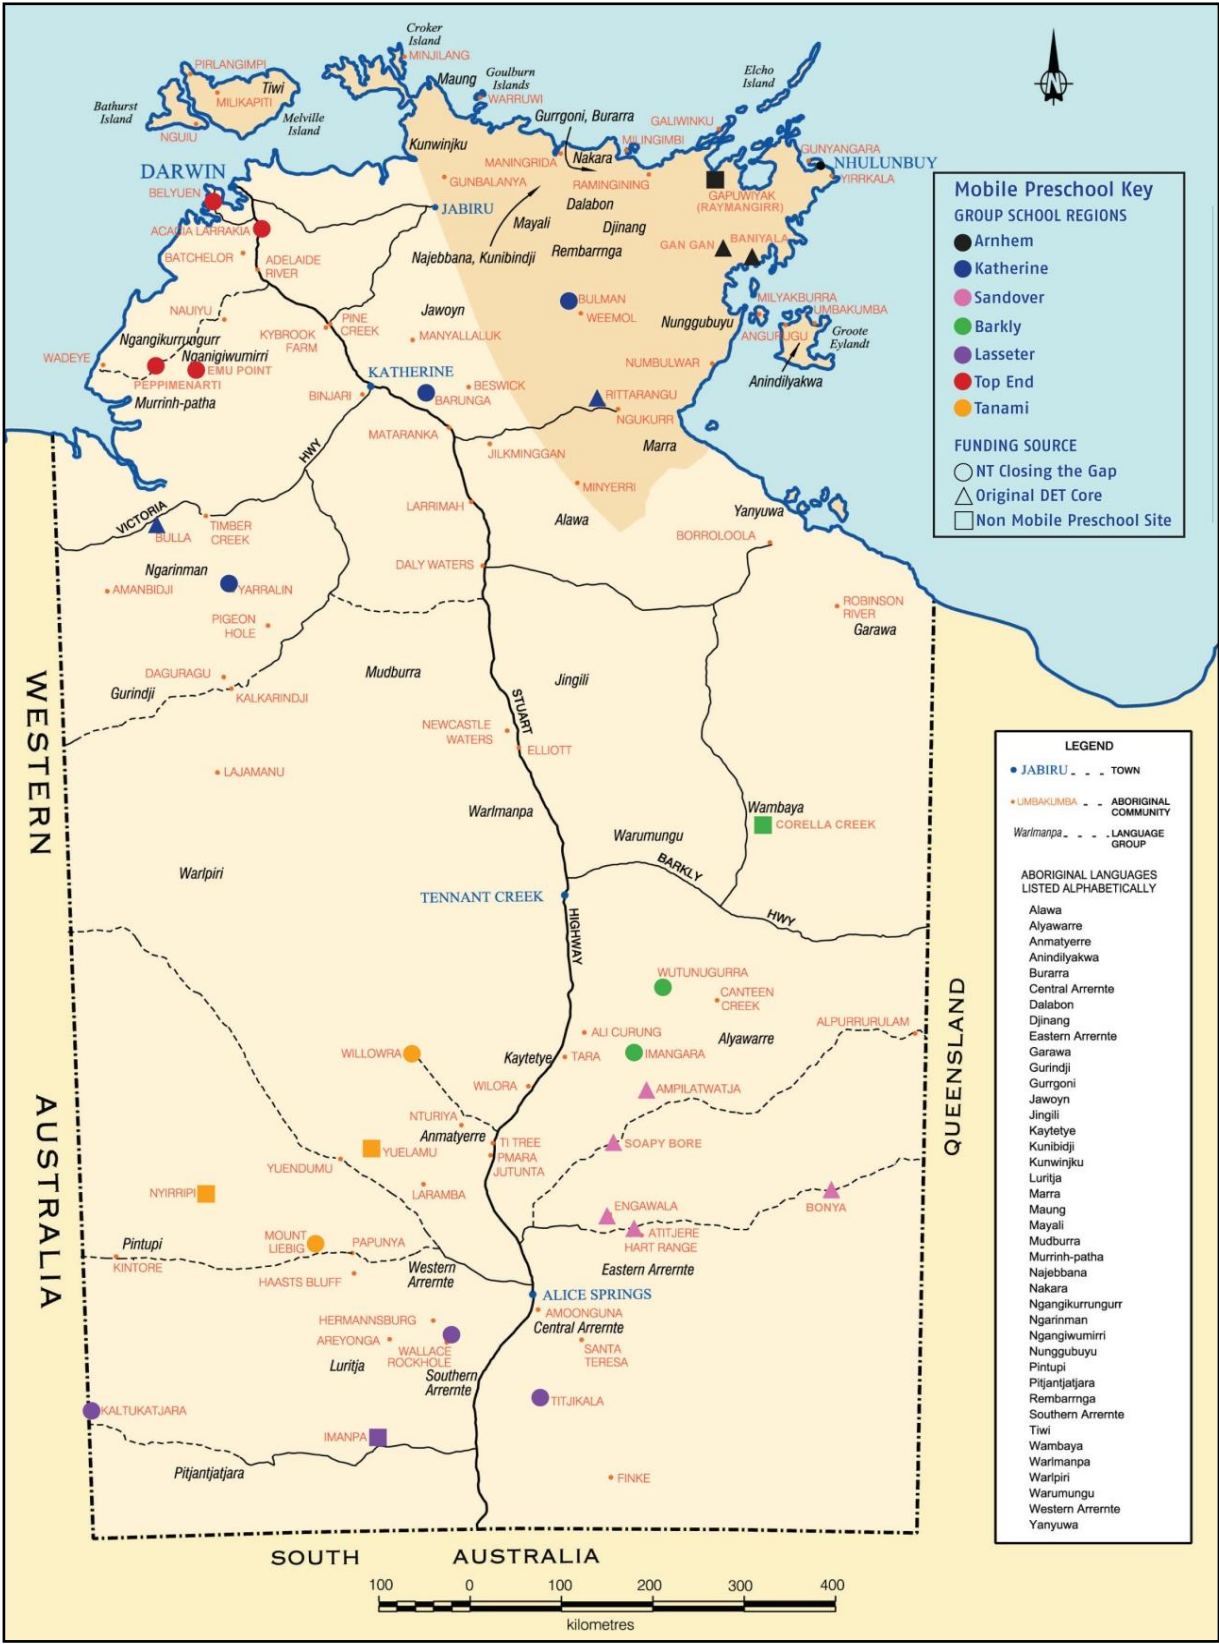 Croker
Island
MINJILANG
PIRLANGIMPI
Tiwi
MILIKAPITI
Bathurst
Island
Melville
Island
NGUIU
Maung
Goulburn
Islands
WARRUWI
Elcho
Island
Gurrgoni, Burarra
GALIWINKU
MILINGIMBI
Kunwinjku
MANINGRIDA
Nakara
GUNYANGARA
NHULUNBUY
YIRRKALA
DARWIN
BELYUEN
GUNBALANYA
RAMINGINING
GAPUWIYAK
(RAYMANGIRR)
JABIRU
Dalabon
Mayali
Djinang
ACACIA LARRAKIA
GAN GAN
BANIYALA
BATCHELOR
ADELAIDE
RIVER
Najebbana, Kunibindji
Rembarrnga
BULMAN
WEEMOL
MILYAKBURRA
UMBAKUMBA
NAUIYU
Jawoyn
Nunggubuyu
ANGURUGU
Groote
Eylandt
Ngangikurrungurr
KYBROOK
FARM
PINE
CREEK
MANYALLALUK
Nganigiwumirri
WADEYE
EMU POINT
PEPPIMENARTI
KATHERINE
NUMBULWAR
Anindilyakwa
Murrinh-patha
BINJARI
BESWICK
BARUNGA
RITTARANGU
NGUKURR
MATARANKA
JILKMINGGAN
Marra
HWY
VICTORIA
MINYERRI
LARRIMAH
Alawa
Yanyuwa
BULLA
TIMBER
CREEK
BORROLOOLA
Ngarinman
DALY WATERS
AMANBIDJI
YARRALIN
ROBINSON
RIVER
Garawa
PIGEON
HOLE
DAGURAGU
Gurindji
KALKARINDJI
Mudburra
Jingili
STUART
NEWCASTLE
WATERS
ELLIOTT
LAJAMANU
Warlmanpa
Wambaya
CORELLA CREEK
Warumungu
BARKLY
HWY
Warlpiri
TENNANT CREEK
HIGHWAY
WUTUNUGURRA
CANTEEN
CREEK
ALPURRURULAM
ALI CURUNG
Alyawarre
WILLOWRA
Kaytetye
TARA
IMANGARA
WILORA
AMPILATWATJA
NTURIYA
Anmatyerre
TI TREE
PMARA
JUTUNTA
SOAPY BORE
YUELAMU
YUENDUMU
LARAMBA
NYIRRIPI
ENGAWALA
BONYA
ATITJERE
HART RANGE
MOUNT
LIEBIG
PAPUNYA
Pintupi
KINTORE
HAASTS BLUFF
Western
Arrernte
Eastern Arrernte
ALICE SPRINGS
AMOONGUNA
HERMANNSBURG
Central Arrernte
AREYONGA
WALLACE
ROCKHOLE
SANTA
TERESA
Luritja
Southern
Arrernte
KALTUKATJARA
TITJIKALA
IMANPA
Pitjantjatjara
FINKE
WESTERN
AUSTRALIA
QUEENSLAND
SOUTH AUSTRALIA
100 0 100 200 300 400
kilometres
Mobile Preschool Key
GROUP SCHOOL REGIONS
Arnhem
Katherine
Sandover
Barkly
Lasseter
Top End
Tanami
FUNDING SOURCE
NT Closing the Gap
Original DET Core
Non Mobile Preschool Site
LEGEND
JABIRU _ _ _ TOWN
UMBAKUMBA _ _ ABORIGINAL
COMMUNITY
Warlmanpa _ _ _ LANGUAGE
GROUP
ABORIGINAL LANGUAGES
LISTED ALPHABETICALLY
Alawa
Alyawarre
Anmatyerre
Anindilyakwa
Burarra
Central Arrernte
Dalabon
Djinang
Eastern Arrernte
Garawa
Gurindji
Gurrgoni
Jawoyn
Jingili
Kaytetye
Kunibidji
Kunwinjku
Luritja
Marra
Maung
Mayali
Mudburra
Murrinh-patha
Najebbana
Nakara
Ngangikurrungurr
Ngarinman
Ngangiwumirri
Nunggubuyu
Pintupi
Pitjantjatjara
Rembarrnga
Southern Arrernte
Tiwi
Wambaya
Warlmanpa
Warlpiri
Warumungu
Western Arrernte
Yanyuwa